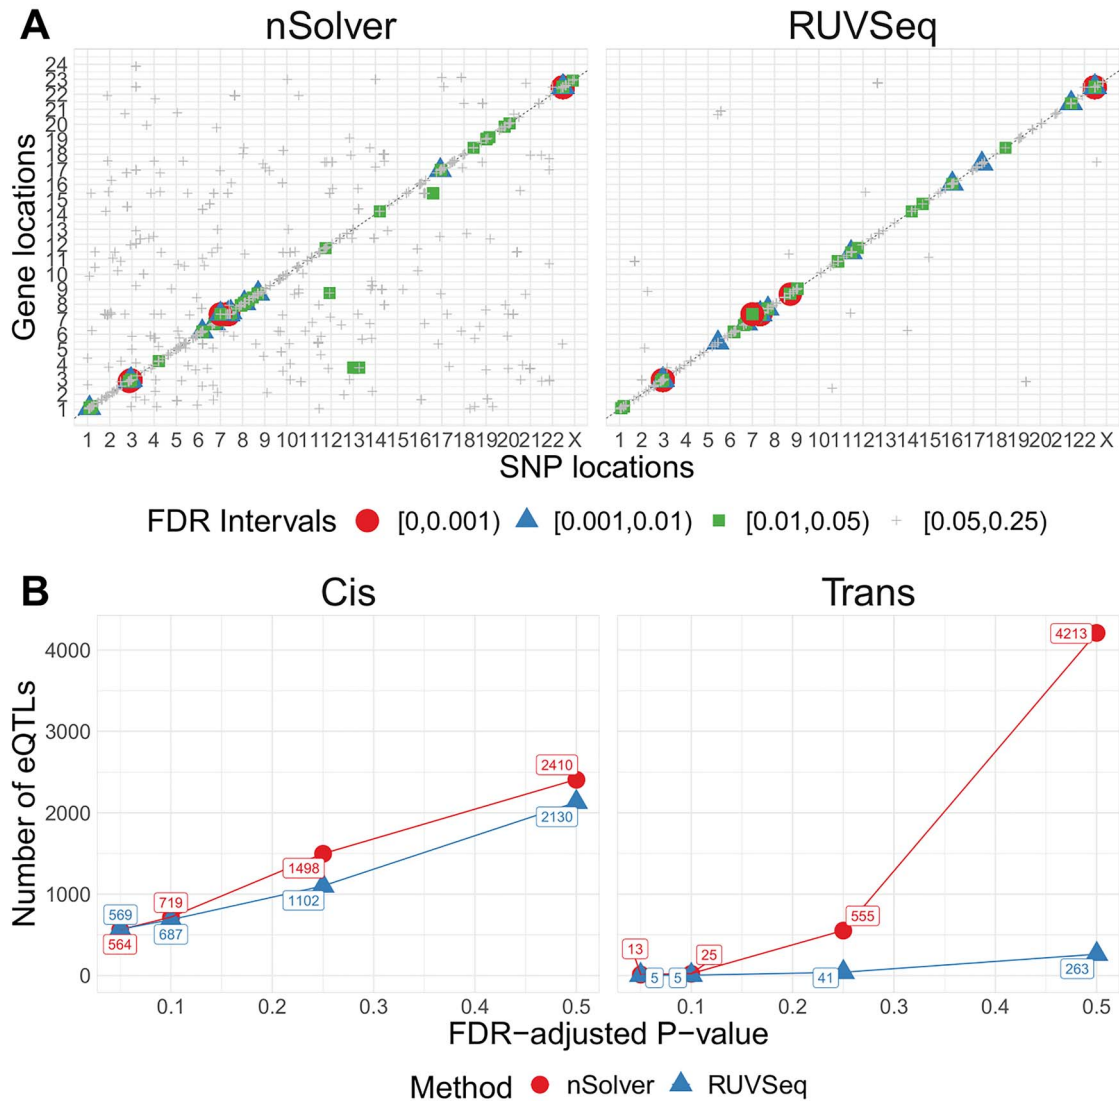 A
nSolver
RUVSeq
Gene locations
24
23
22
21
20
19
18
17
16
15
14
13
12
11
10
9
8
7
6
5
4
3
2
1
1 2 3 4 5 6 7 8 9 10 11 12 13 14 15 16 17 18 19 20 21 22 X
1 2 3 4 5 6 7 8 9 10 11 12 13 14 15 16 17 18 19 20 21 22 X
SNP locations
FDR Intervals [0,0.001) [0.001,0.01) [0.01,0.05) [0.05,0.25)
B
Cis
Trans
Number of eQTLs
4000
3000
2000
1000
0
569
564
719
687
1498
1102
2410
2130
13
5
5
25
555
41
4213
263
0.1 0.2 0.3 0.4 0.5
0.1 0.2 0.3 0.4 0.5
FDR−adjusted P−value
Method nSolver RUVSeq